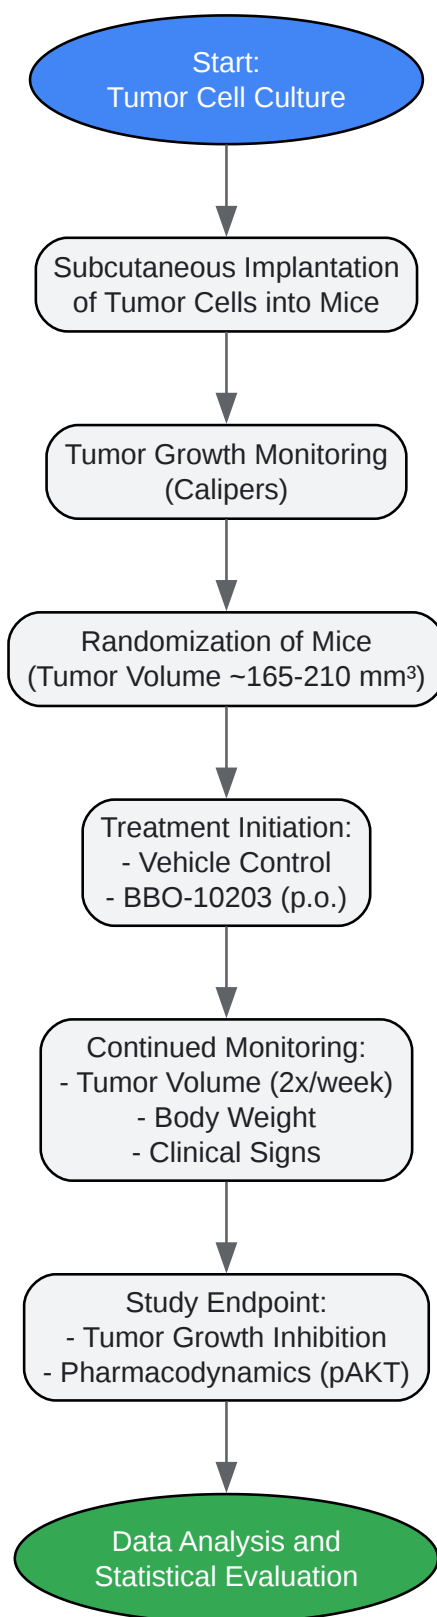 Start:
Tumor Cell Culture
Subcutaneous Implantation
of Tumor Cells into Mice
Tumor Growth Monitoring
(Calipers)
Randomization of Mice
(Tumor Volume ~165-210 mm³)
Treatment Initiation:
- Vehicle Control
- BBO-10203 (p.o.)
Continued Monitoring:
- Tumor Volume (2x/week)
- Body Weight
- Clinical Signs
Study Endpoint:
- Tumor Growth Inhibition
- Pharmacodynamics (pAKT)
Data Analysis and
Statistical Evaluation